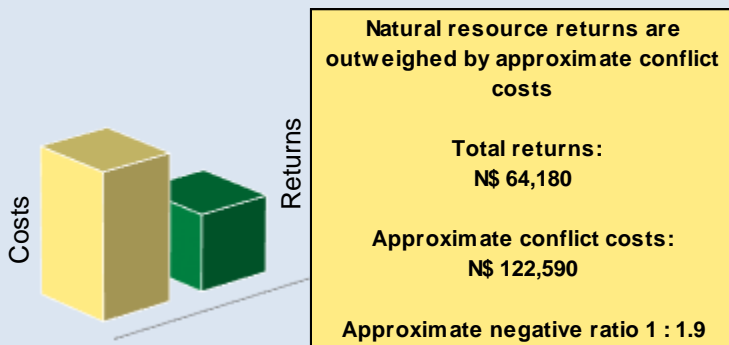 Costs
Returns
Natural resource returns are
outweighed by approximate conflict
costs
Total returns:
N$ 64,180
Approximate conflict costs:
N$ 122,590
Approximate negative ratio 1 : 1.9